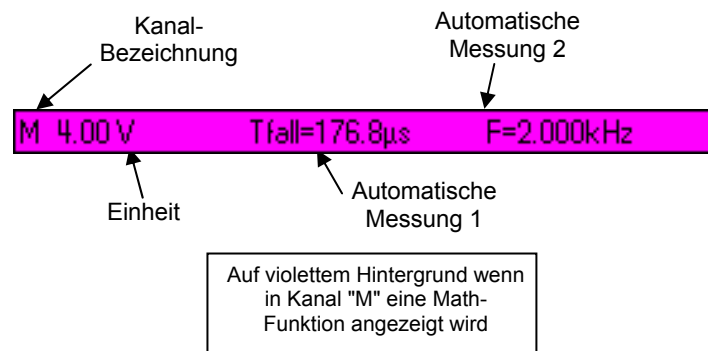 Kanal-
Bezeichnung
Automatische
Messung 2
M 4.00 V Tfall=176.8µs F=2.000kHz
Einheit
Automatische
Messung 1
Auf violettem Hintergrund wenn
in Kanal "M" eine Math-
Funktion angezeigt wird